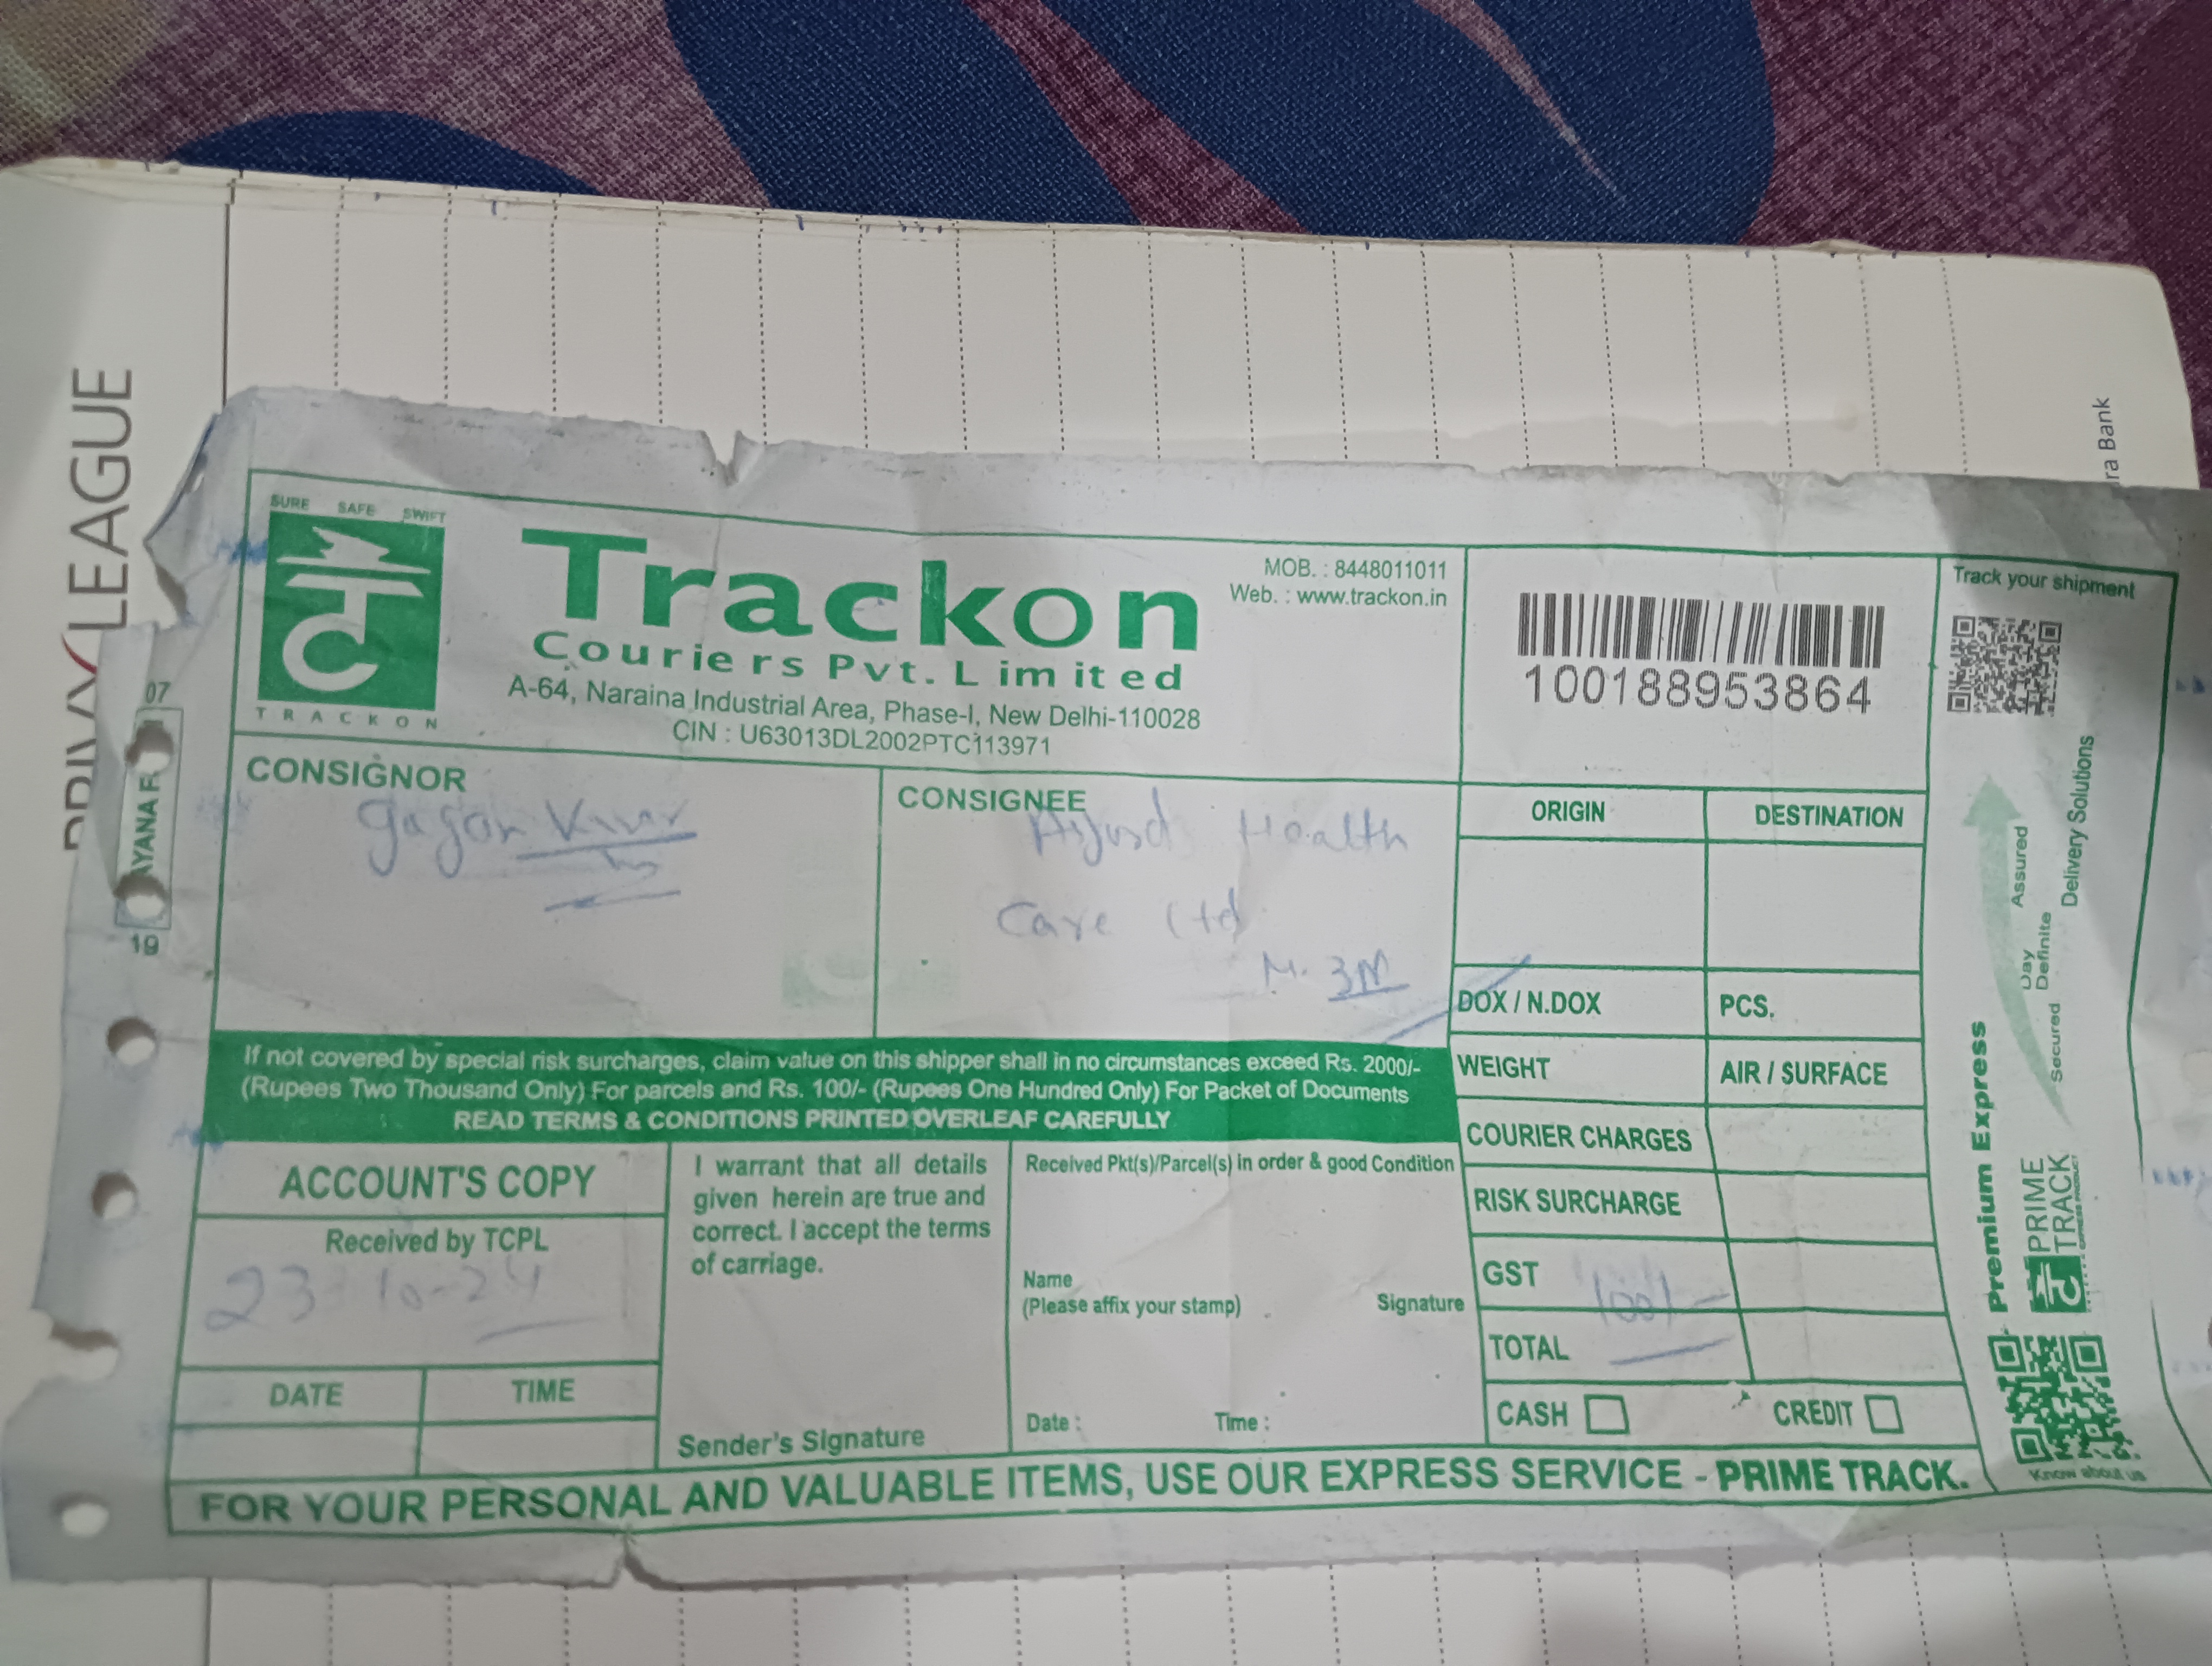 LEAGUE
ra Bank
SURE SAFE SWIFT
TC
TRACKON
Trackon
Couriers Pvt. Limited
A-64, Naraina Industrial Area, Phase-I, New Delhi-110028
CIN : U63013DL2002PTC113971
MOB. : 8448011011
Web. : www.trackon.in
100188953864
Track your shipment
07
AYANA F
19
CONSIGNOR
Gagan
CONSIGNEE
Health
Care Ltd
M. 3M
ORIGIN DESTINATION
DOX / N.DOX PCS.
WEIGHT AIR / SURFACE
COURIER CHARGES
RISK SURCHARGE
GST
100/-
TOTAL
CASH CREDIT
If not covered by special risk surcharges, claim value on this shipper shall in no circumstances exceed Rs. 2000/-
(Rupees Two Thousand Only) For parcels and Rs. 100/- (Rupees One Hundred Only) For Packet of Documents
READ TERMS & CONDITIONS PRINTED OVERLEAF CAREFULLY
ACCOUNT'S COPY
Received by TCPL
23-10-24
DATE TIME
I warrant that all details
given herein are true and
correct. I accept the terms
of carriage.
Sender's Signature
Received Pkt(s)/Parcel(s) in order & good Condition
Name
(Please affix your stamp) Signature
Date : Time :
Premium Express
Secured Day Definite Assured
Delivery Solutions
PRIME
TRACK
Know about us
FOR YOUR PERSONAL AND VALUABLE ITEMS, USE OUR EXPRESS SERVICE - PRIME TRACK.